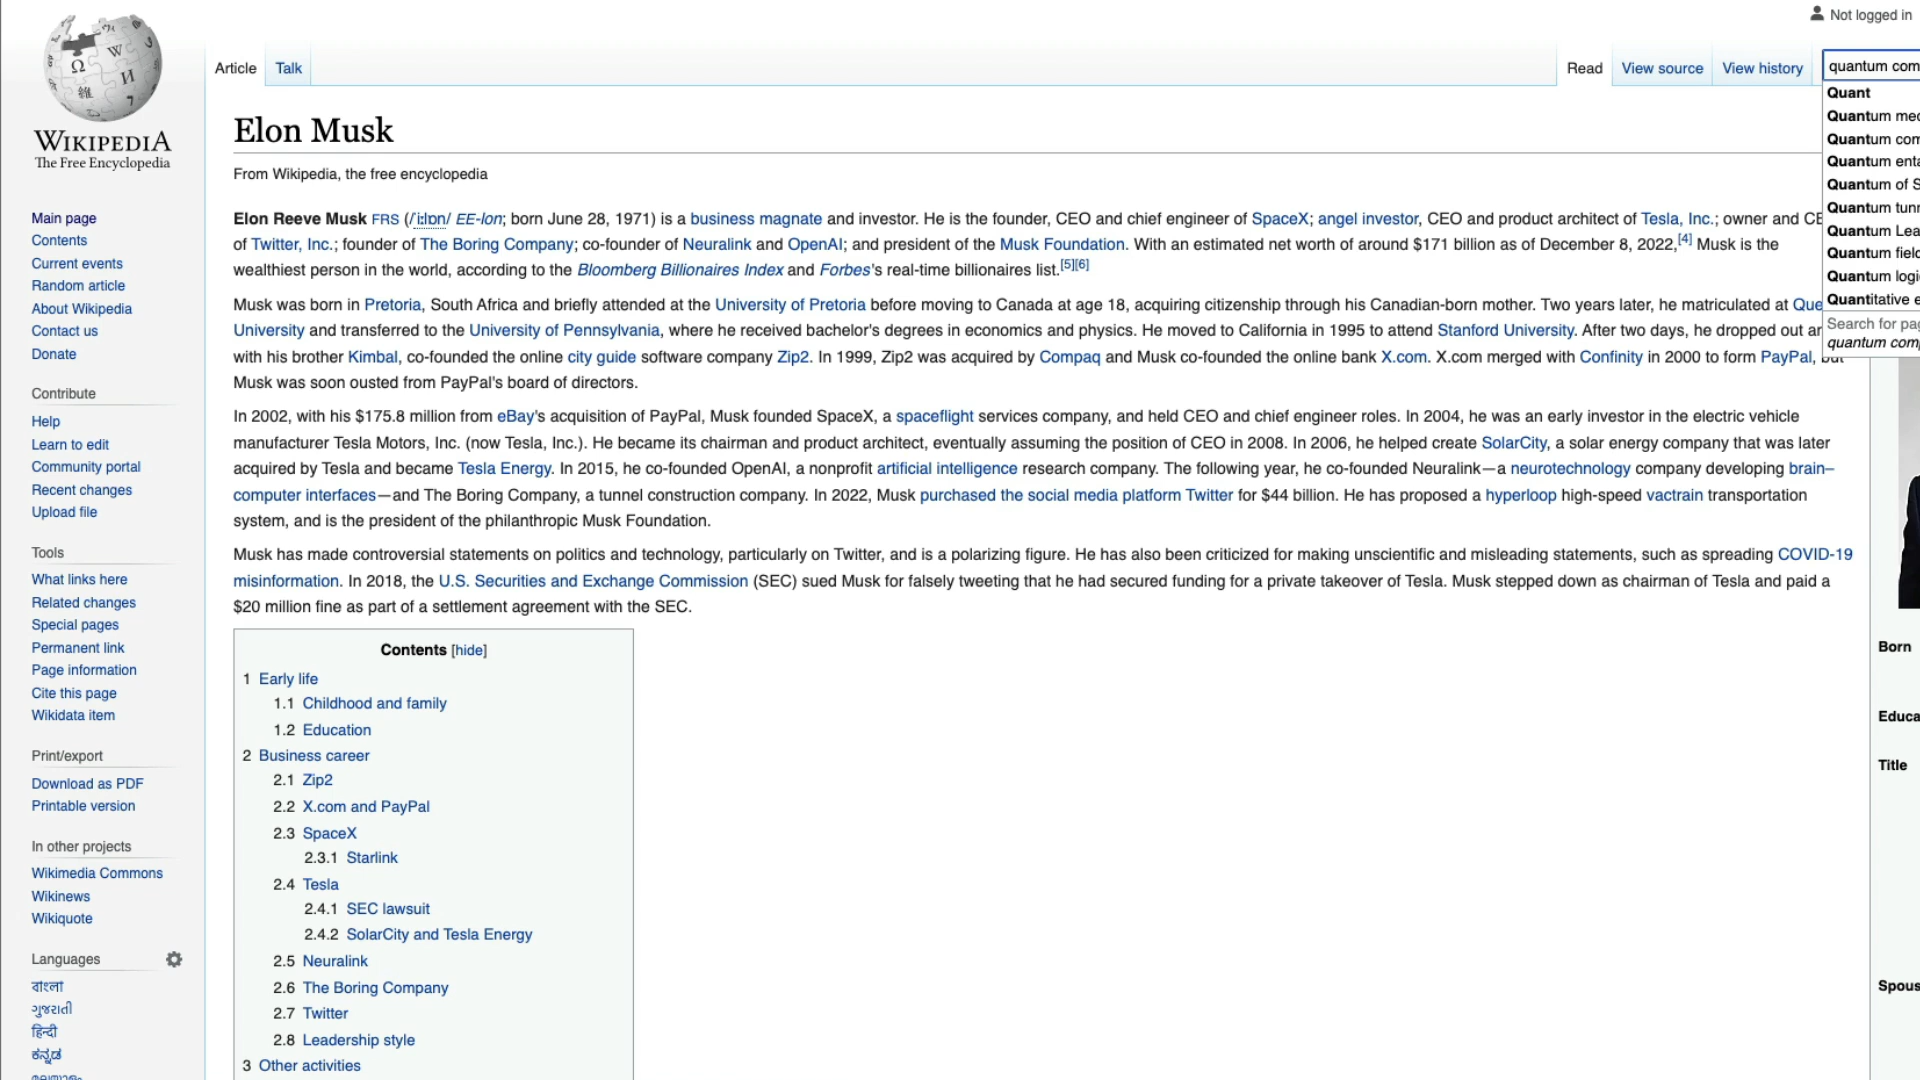 Not logged in
WIKIPEDIA
The Free Encyclopedia
Article
Talk
Read
View source
View history
quantum com
Quant
Quantum mec
Quantum com
Quantum enta
Quantum of S
Quantum tunn
Quantum Lea
Quantum field
Quantum logi
Quantitative e
Search for pag
quantum comp
Elon Musk
From Wikipedia, the free encyclopedia
Elon Reeve Musk FRS (/ˈiːlɒn/ EE-lon; born June 28, 1971) is a business magnate and investor. He is the founder, CEO and chief engineer of SpaceX; angel investor, CEO and product architect of Tesla, Inc.; owner and CE
of Twitter, Inc.; founder of The Boring Company; co-founder of Neuralink and OpenAI; and president of the Musk Foundation. With an estimated net worth of around $171 billion as of December 8, 2022,[4] Musk is the
wealthiest person in the world, according to the Bloomberg Billionaires Index and Forbes's real-time billionaires list.[5][6]
Musk was born in Pretoria, South Africa and briefly attended at the University of Pretoria before moving to Canada at age 18, acquiring citizenship through his Canadian-born mother. Two years later, he matriculated at Que
University and transferred to the University of Pennsylvania, where he received bachelor's degrees in economics and physics. He moved to California in 1995 to attend Stanford University. After two days, he dropped out an
with his brother Kimbal, co-founded the online city guide software company Zip2. In 1999, Zip2 was acquired by Compaq and Musk co-founded the online bank X.com. X.com merged with Confinity in 2000 to form PayPal, but
Musk was soon ousted from PayPal's board of directors.
In 2002, with his $175.8 million from eBay's acquisition of PayPal, Musk founded SpaceX, a spaceflight services company, and held CEO and chief engineer roles. In 2004, he was an early investor in the electric vehicle
manufacturer Tesla Motors, Inc. (now Tesla, Inc.). He became its chairman and product architect, eventually assuming the position of CEO in 2008. In 2006, he helped create SolarCity, a solar energy company that was later
acquired by Tesla and became Tesla Energy. In 2015, he co-founded OpenAI, a nonprofit artificial intelligence research company. The following year, he co-founded Neuralink—a neurotechnology company developing brain–
computer interfaces—and The Boring Company, a tunnel construction company. In 2022, Musk purchased the social media platform Twitter for $44 billion. He has proposed a hyperloop high-speed vactrain transportation
system, and is the president of the philanthropic Musk Foundation.
Musk has made controversial statements on politics and technology, particularly on Twitter, and is a polarizing figure. He has also been criticized for making unscientific and misleading statements, such as spreading COVID-19
misinformation. In 2018, the U.S. Securities and Exchange Commission (SEC) sued Musk for falsely tweeting that he had secured funding for a private takeover of Tesla. Musk stepped down as chairman of Tesla and paid a
$20 million fine as part of a settlement agreement with the SEC.
Contents [hide]
1 Early life
1.1 Childhood and family
1.2 Education
2 Business career
2.1 Zip2
2.2 X.com and PayPal
2.3 SpaceX
2.3.1 Starlink
2.4 Tesla
2.4.1 SEC lawsuit
2.4.2 SolarCity and Tesla Energy
2.5 Neuralink
2.6 The Boring Company
2.7 Twitter
2.8 Leadership style
3 Other activities
Born
Educa
Title
Spous
Main page
Contents
Current events
Random article
About Wikipedia
Contact us
Donate
Contribute
Help
Learn to edit
Community portal
Recent changes
Upload file
Tools
What links here
Related changes
Special pages
Permanent link
Page information
Cite this page
Wikidata item
Print/export
Download as PDF
Printable version
In other projects
Wikimedia Commons
Wikinews
Wikiquote
Languages
বাংলা
ગુજરાતી
हिन्दी
ಕನ್ನಡ